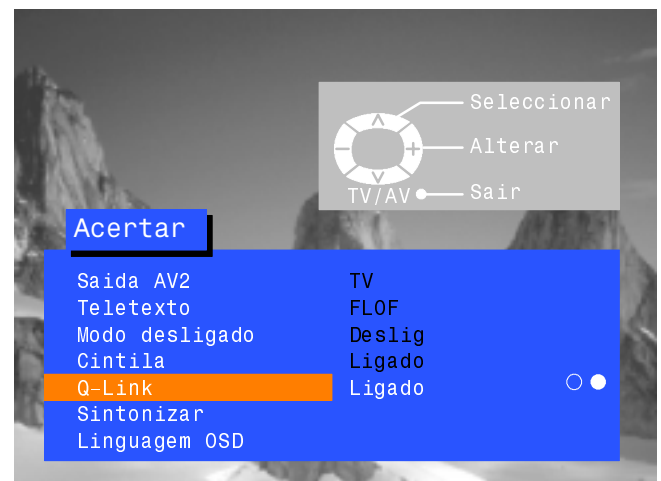 Seleccionar
Alterar
TV/AV Sair
Acertar
Saida AV2 TV
Teletexto FLOF
Modo desligado Deslig
Cintila Ligado
Q-Link Ligado
Sintonizar
Linguagem OSD